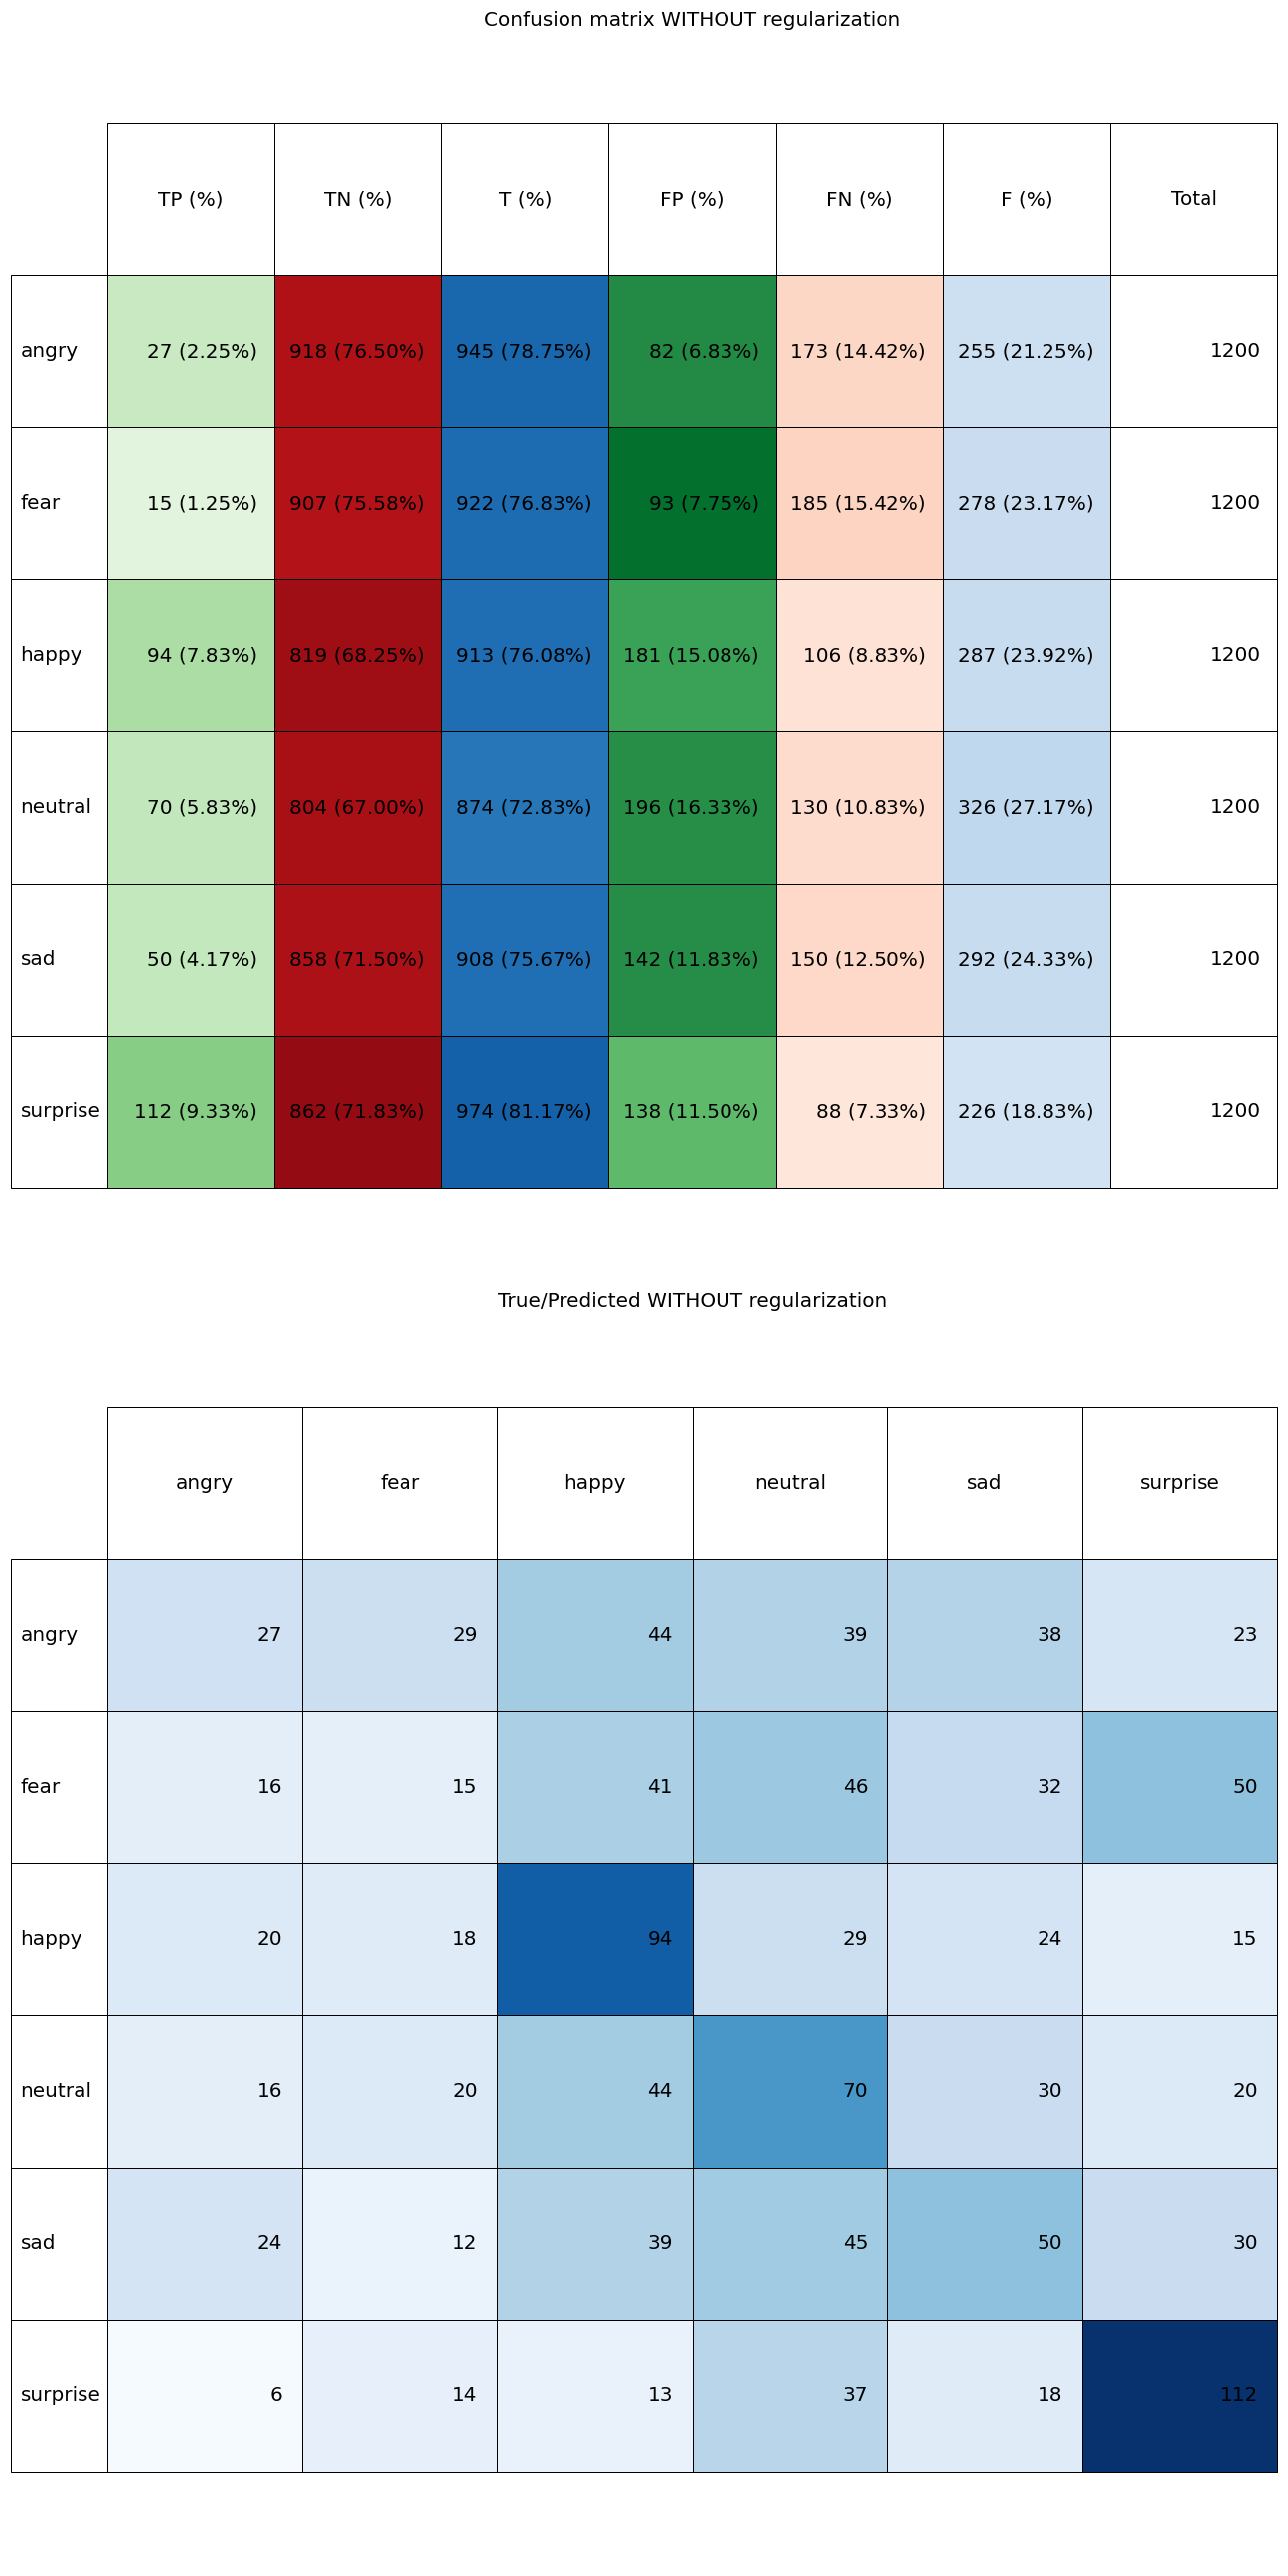 Confusion matrix WITHOUT regularization
TP (%) TN (%) T (%) FP (%) FN (%) F (%) Total
angry 27 (2.25%) 918 (76.50%) 945 (78.75%) 82 (6.83%) 173 (14.42%) 255 (21.25%) 1200
fear 15 (1.25%) 907 (75.58%) 922 (76.83%) 93 (7.75%) 185 (15.42%) 278 (23.17%) 1200
happy 94 (7.83%) 819 (68.25%) 913 (76.08%) 181 (15.08%) 106 (8.83%) 287 (23.92%) 1200
neutral 70 (5.83%) 804 (67.00%) 874 (72.83%) 196 (16.33%) 130 (10.83%) 326 (27.17%) 1200
sad 50 (4.17%) 858 (71.50%) 908 (75.67%) 142 (11.83%) 150 (12.50%) 292 (24.33%) 1200
surprise 112 (9.33%) 862 (71.83%) 974 (81.17%) 138 (11.50%) 88 (7.33%) 226 (18.83%) 1200
True/Predicted WITHOUT regularization
angry fear happy neutral sad surprise
angry 27 29 44 39 38 23
fear 16 15 41 46 32 50
happy 20 18 94 29 24 15
neutral 16 20 44 70 30 20
sad 24 12 39 45 50 30
surprise 6 14 13 37 18 112